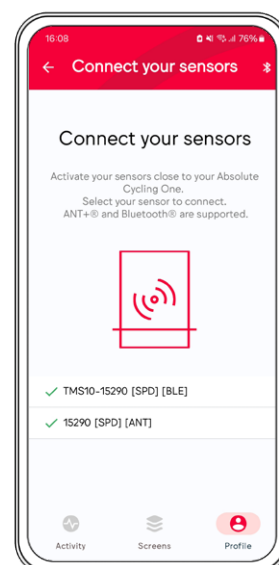 16:08 76%
Connect your sensors
Connect your sensors
Activate your sensors close to your Absolute
Cycling One.
Select your sensor to connect.
ANT+® and Bluetooth® are supported.
TMS10-15290 [SPD] [BLE]
15290 [SPD] [ANT]
Activity Screens Profile